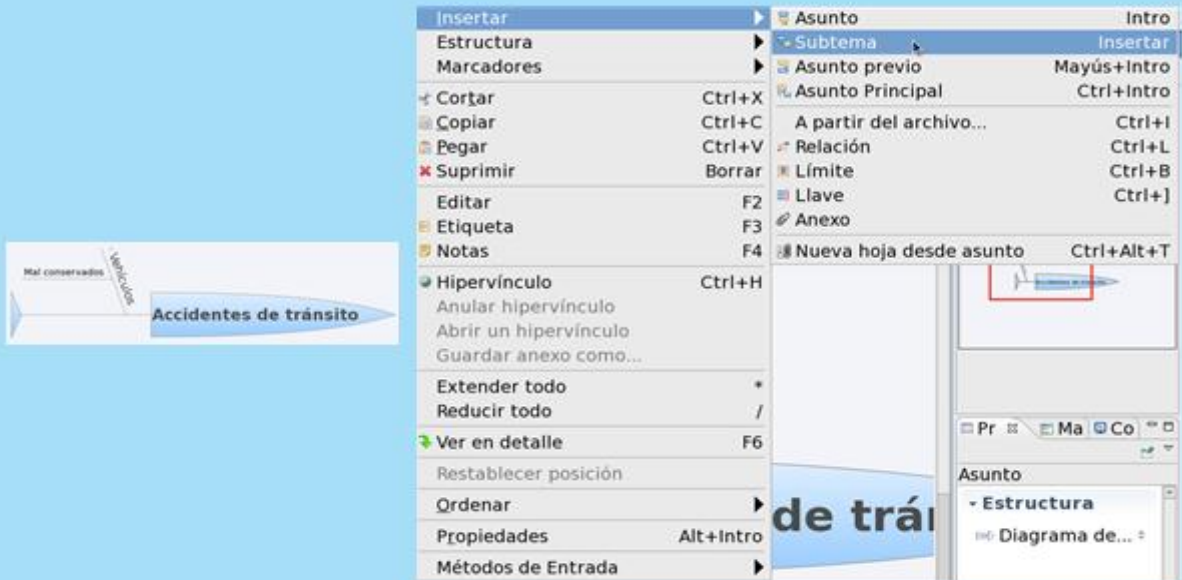 Mal conservados
Vehículos
Accidentes de tránsito
Insertar
Estructura
Marcadores
Cortar Ctrl+X
Copiar Ctrl+C
Pegar Ctrl+V
Suprimir Borrar
Editar F2
Etiqueta F3
Notas F4
Hipervínculo Ctrl+H
Anular hipervínculo
Abrir un hipervínculo
Guardar anexo como...
Extender todo *
Reducir todo /
Ver en detalle F6
Restablecer posición
Ordenar
Propiedades Alt+Intro
Métodos de Entrada
Asunto Intro
Subtema Insertar
Asunto previo Mayús+Intro
Asunto Principal Ctrl+Intro
A partir del archivo... Ctrl+I
Relación Ctrl+L
Límite Ctrl+B
Llave Ctrl+]
Anexo
Nueva hoja desde asunto Ctrl+Alt+T
de trá
Pr Ma Co
Asunto
Estructura
Diagrama de...